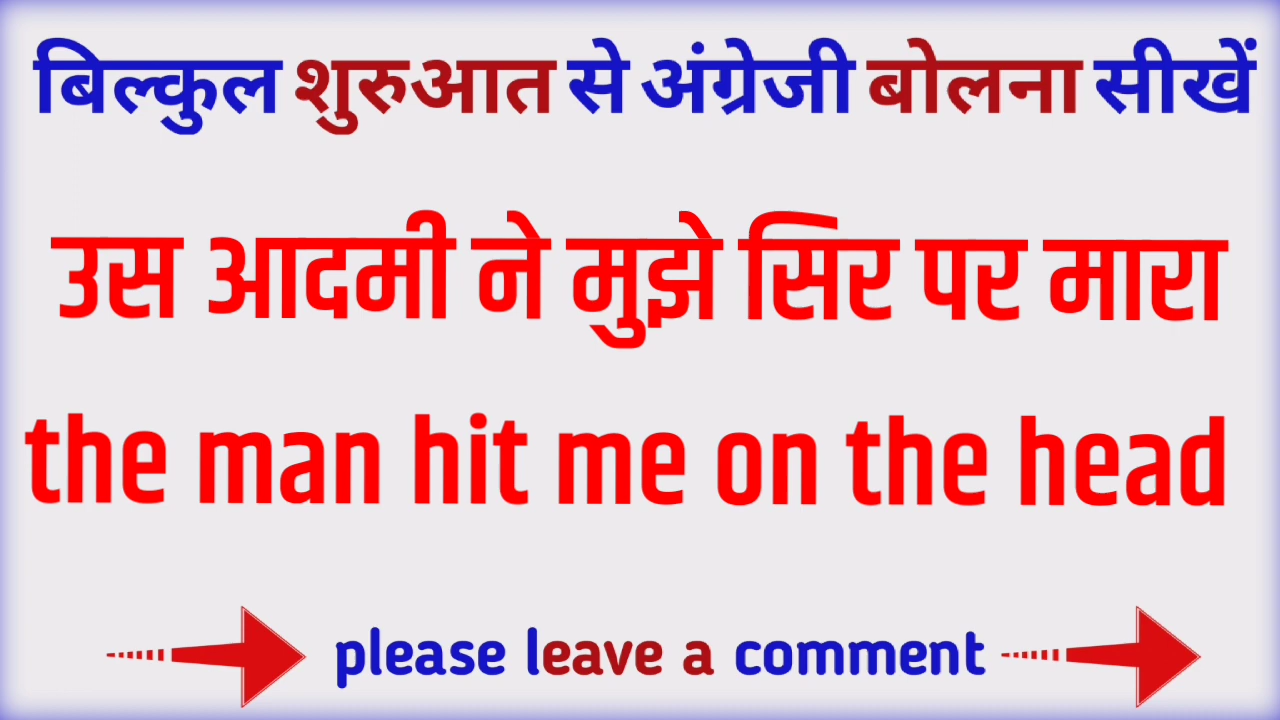 बिल्कुल शुरुआत से अंग्रेजी बोलना सीखें
उस आदमी ने मुझे सिर पर मारा
the man hit me on the head
please leave a comment